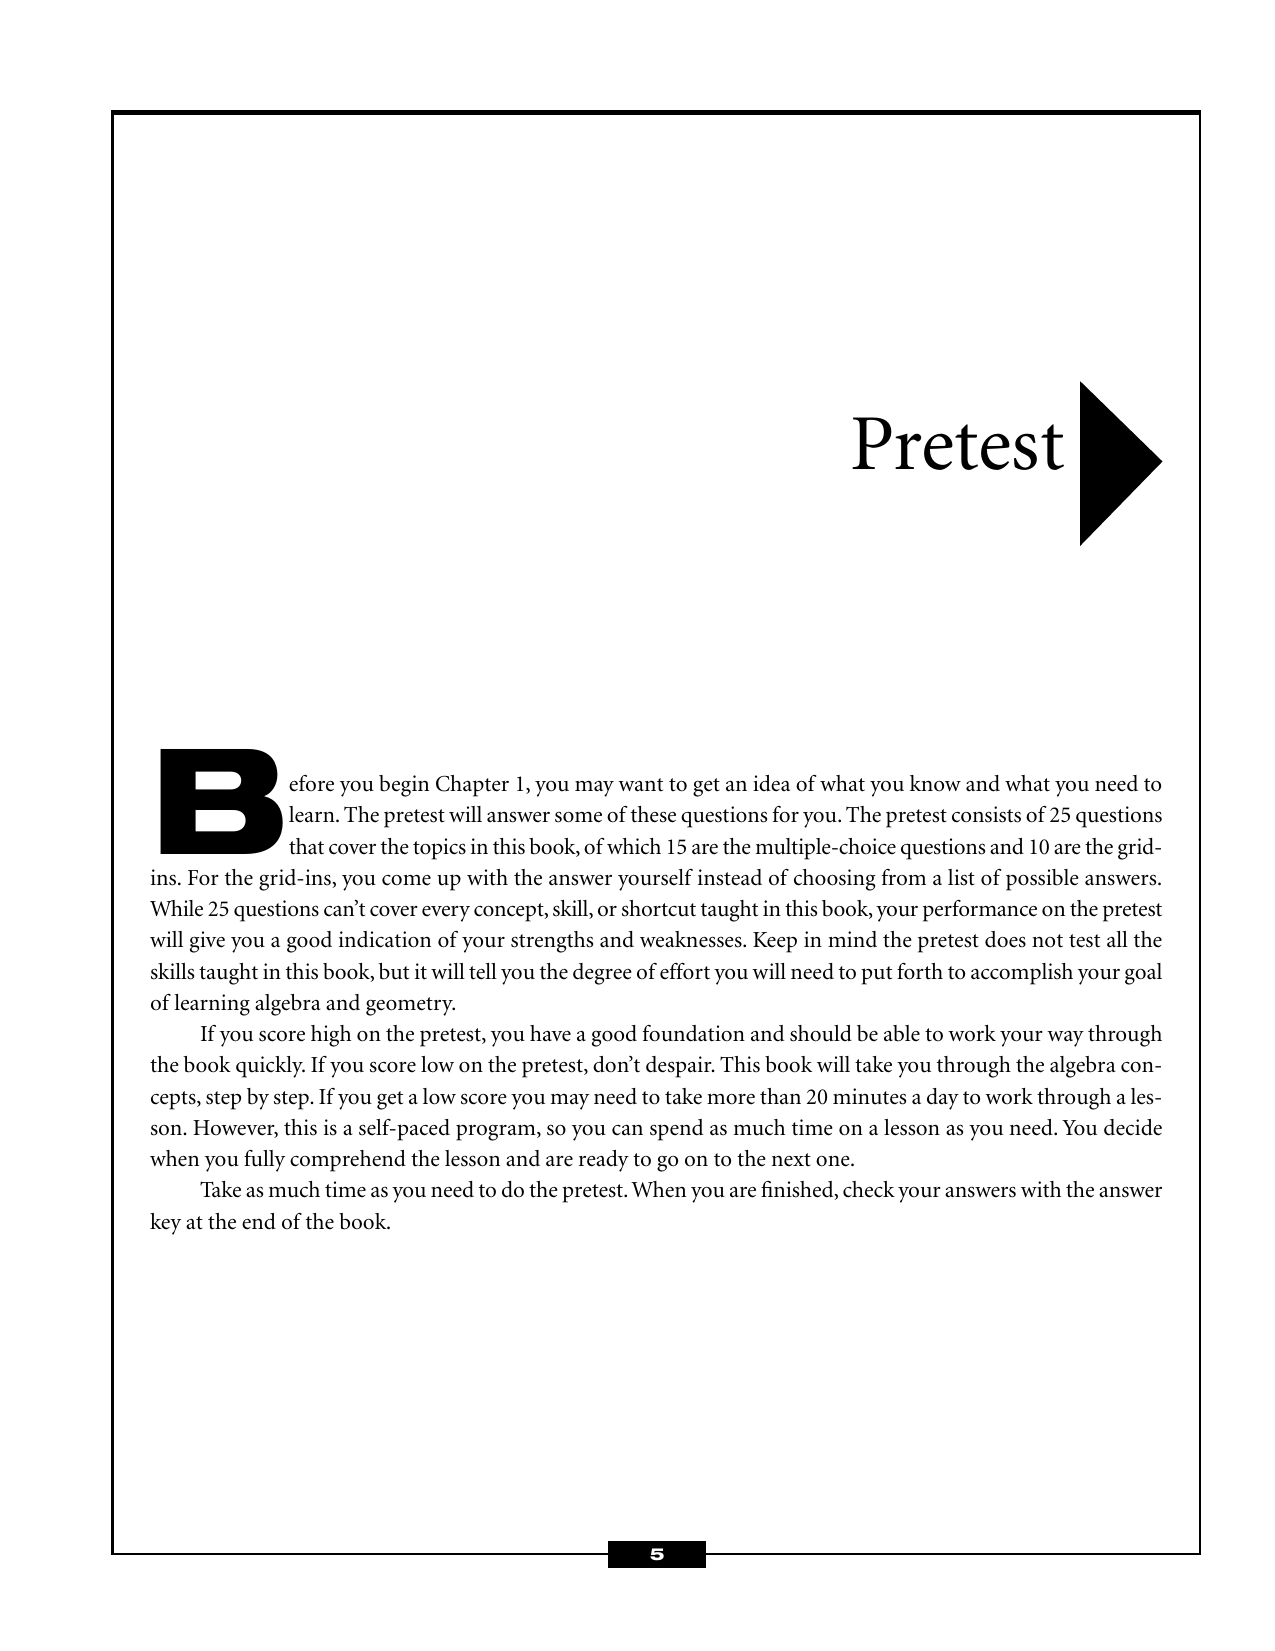 Pretest
Before you begin Chapter 1, you may want to get an idea of what you know and what you need to
learn. The pretest will answer some of these questions for you. The pretest consists of 25 questions
that cover the topics in this book, of which 15 are the multiple-choice questions and 10 are the grid-
ins. For the grid-ins, you come up with the answer yourself instead of choosing from a list of possible answers.
While 25 questions can’t cover every concept, skill, or shortcut taught in this book, your performance on the pretest
will give you a good indication of your strengths and weaknesses. Keep in mind the pretest does not test all the
skills taught in this book, but it will tell you the degree of effort you will need to put forth to accomplish your goal
of learning algebra and geometry.
If you score high on the pretest, you have a good foundation and should be able to work your way through
the book quickly. If you score low on the pretest, don’t despair. This book will take you through the algebra con-
cepts, step by step. If you get a low score you may need to take more than 20 minutes a day to work through a les-
son. However, this is a self-paced program, so you can spend as much time on a lesson as you need. You decide
when you fully comprehend the lesson and are ready to go on to the next one.
Take as much time as you need to do the pretest. When you are finished, check your answers with the answer
key at the end of the book.
5